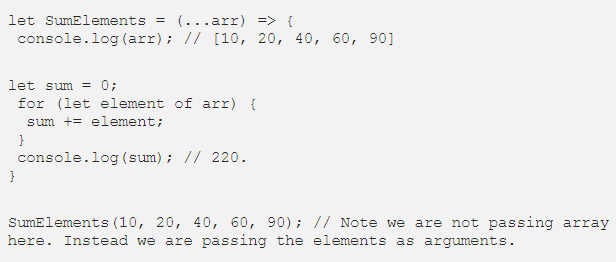 let SumElements = (...arr) => {
 console.log(arr); // [10, 20, 40, 60, 90]
let sum = 0;
 for (let element of arr) {
  sum += element;
 }
 console.log(sum); // 220.
}
SumElements(10, 20, 40, 60, 90); // Note we are not passing array
here. Instead we are passing the elements as arguments.